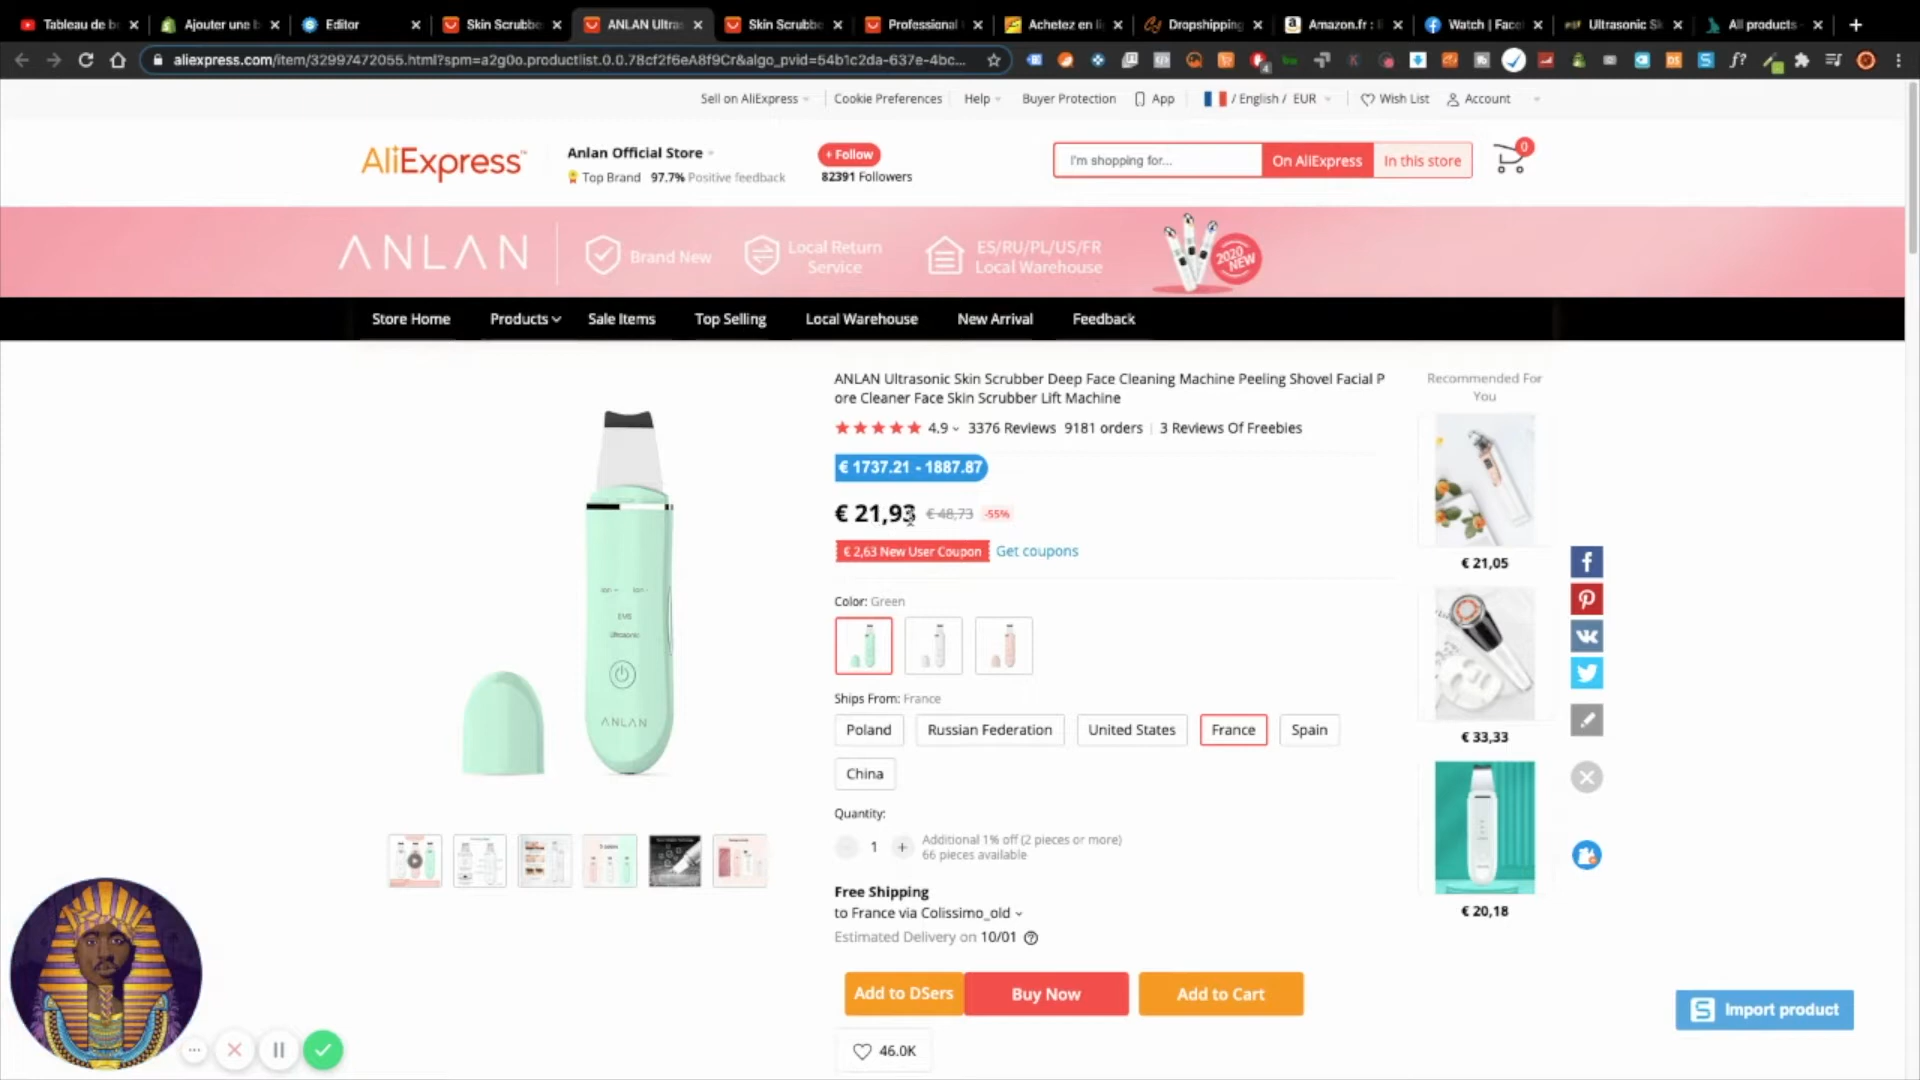 Tableau de b
Ajouter une b
Editor
Skin Scrubbe
ANLAN Ultra
Skin Scrubbe
Professional
Achetez en li
Dropshipping
Amazon.fr :
Watch | Face
Ultrasonic Sk
All products
aliexpress.com/item/32997472055.html?spm=a2g0o.productlist.0.0.78cf2f6eA8f9Cr&algo_pvid=54b1c2da-637e-4bc...
Sell on AliExpress
Cookie Preferences
Help
Buyer Protection
App
/ English / EUR
Wish List
Account
AliExpress
Anlan Official Store
Top Brand 97.7% Positive feedback
+ Follow
82391 Followers
I'm shopping for...
On AliExpress
In this store
0
ANLAN
Brand New
Local Return
Service
ES/RU/PL/US/FR
Local Warehouse
2020
NEW
Store Home
Products
Sale Items
Top Selling
Local Warehouse
New Arrival
Feedback
ANLAN Ultrasonic Skin Scrubber Deep Face Cleaning Machine Peeling Shovel Facial P
ore Cleaner Face Skin Scrubber Lift Machine
4.9 3376 Reviews 9181 orders 3 Reviews Of Freebies
€ 1737.21 - 1887.87
€ 21,93 € 48,73 -55%
€ 2,63 New User Coupon Get coupons
Color: Green
Ships From: France
Poland
Russian Federation
United States
France
Spain
China
Quantity:
1
Additional 1% off (2 pieces or more)
66 pieces available
Free Shipping
to France via Colissimo_old
Estimated Delivery on 10/01
Add to DSers
Buy Now
Add to Cart
46.0K
EMS
Ultrasonic
ANLAN
Recommended For
You
€ 21,05
€ 33,33
€ 20,18
Import product